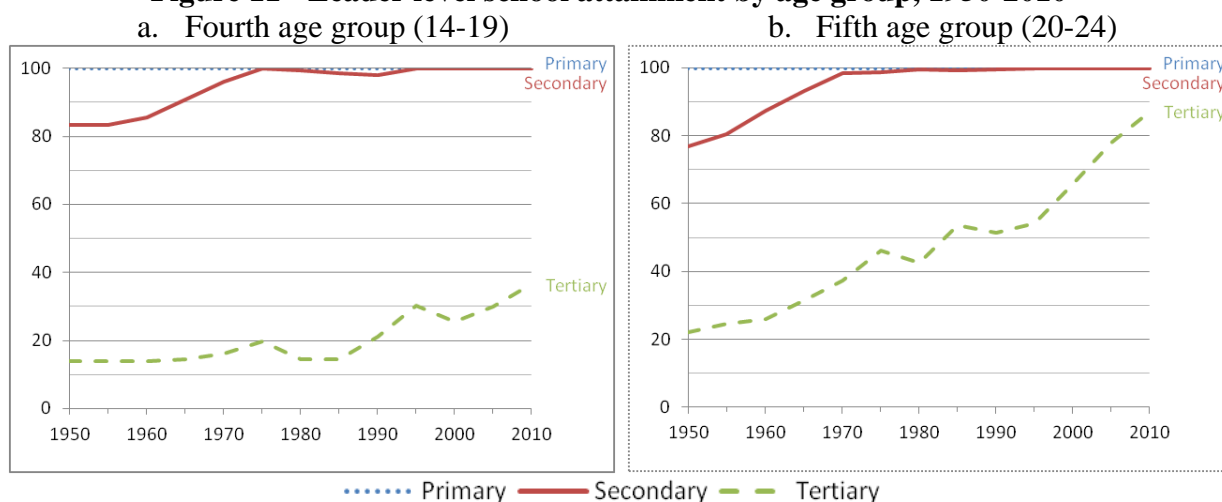 a. Fourth age group (14-19)
b. Fifth age group (20-24)
100
80
60
40
20
0
Primary
Secondary
Tertiary
1950 1960 1970 1980 1990 2000 2010
100
80
60
40
20
0
Primary
Secondary
Tertiary
1950 1960 1970 1980 1990 2000 2010
Primary Secondary Tertiary